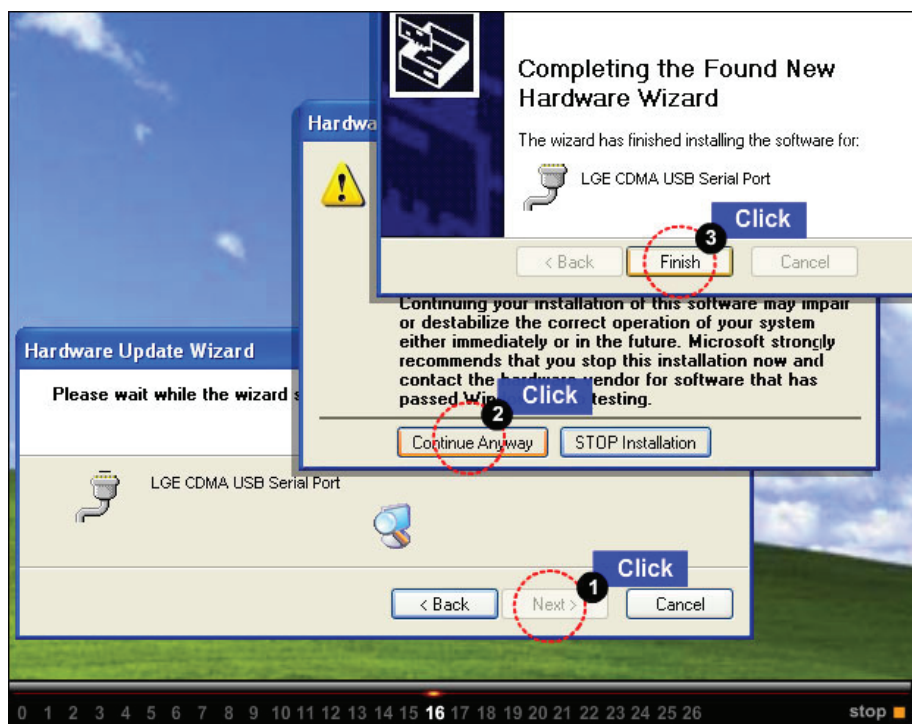 Completing the Found New
Hardware Wizard
The wizard has finished installing the software for:
LGE CDMA USB Serial Port
Click
3
< Back Finish Cancel
Continuing your installation of this software may impair
or destabilize the correct operation of your system
either immediately or in the future. Microsoft strongly
recommends that you stop this installation now and
contact the hardware vendor for software that has
passed testing.
Click
2
Continue Anyway STOP Installation
Hardware Update Wizard
Please wait while the wizard
LGE CDMA USB Serial Port
Click
1
< Back Next > Cancel
0 1 2 3 4 5 6 7 8 9 10 11 12 13 14 15 16 17 18 19 20 21 22 23 24 25 26 stop